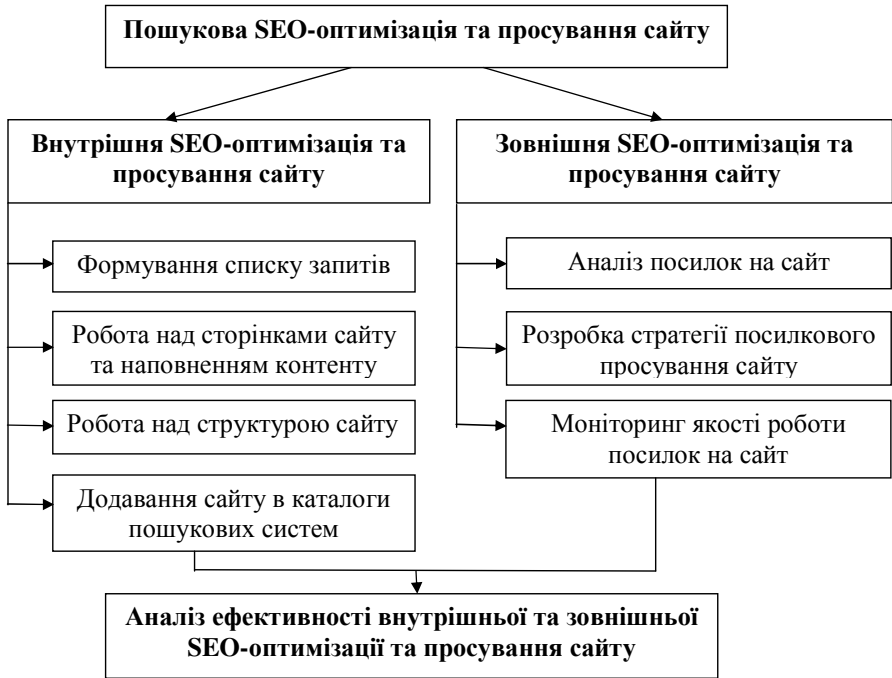 Пошукова SEO-оптимізація та просування сайту
Внутрішня SEO-оптимізація та
просування сайту
Формування списку запитів
Робота над сторінками сайту
та наповненням контенту
Робота над структурою сайту
Додавання сайту в каталоги
пошукових систем
Зовнішня SEO-оптимізація та
просування сайту
Аналіз посилок на сайт
Розробка стратегії посилкового
просування сайту
Моніторинг якості роботи
посилок на сайт
Аналіз ефективності внутрішньої та зовнішньої
SEO-оптимізації та просування сайту